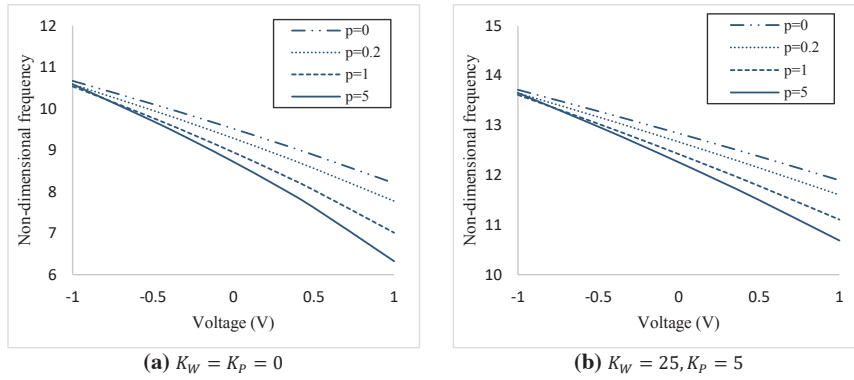 Non-dimensional frequency
12
11
10
9
8
7
6
-1
-0.5
0
0.5
1
Voltage (V)
p=0
p=0.2
p=1
p=5
(a) K_W = K_P = 0
Non-dimensional frequency
15
14
13
12
11
10
-1
-0.5
0
0.5
1
Voltage (V)
p=0
p=0.2
p=1
p=5
(b) K_W = 25, K_P = 5